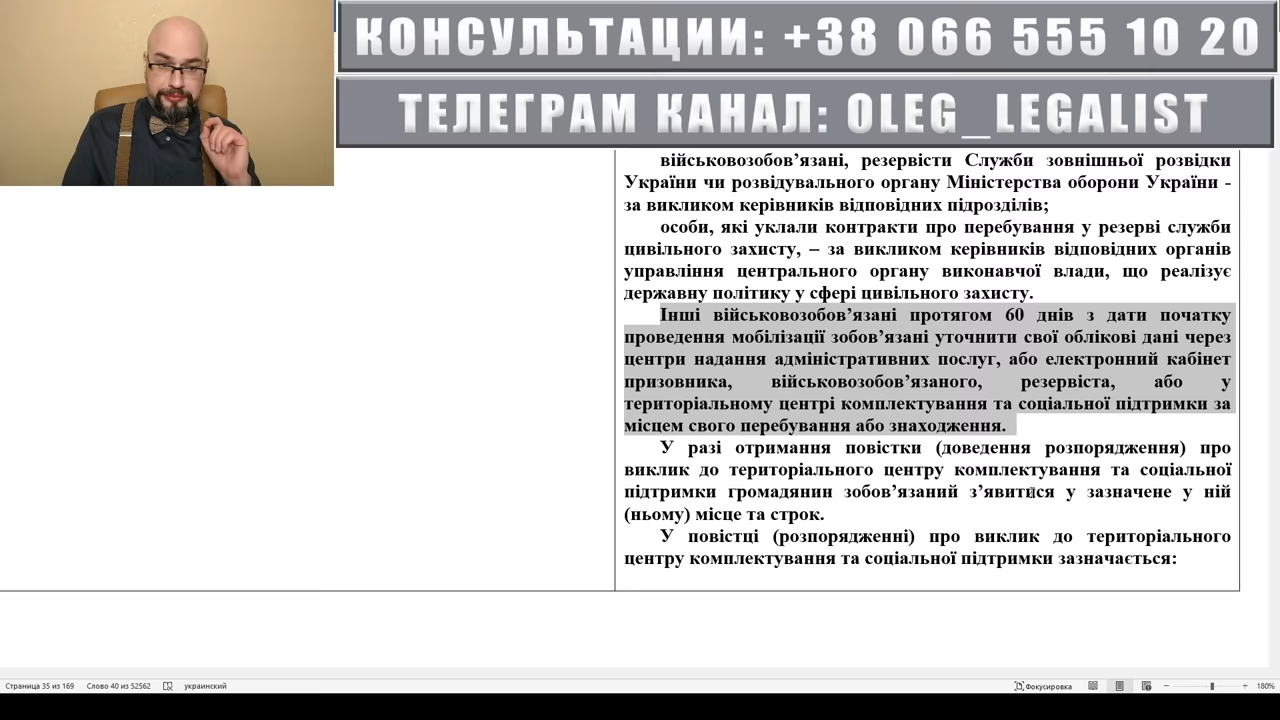 КОНСУЛЬТАЦИИ: +38 066 555 10 20
ТЕЛЕГРАМ КАНАЛ: OLEG_LEGALIST
військовозобов’язані, резервісти Служби зовнішньої розвідки
України чи розвідувального органу Міністерства оборони України -
за викликом керівників відповідних підрозділів;
особи, які уклали контракти про перебування у резерві служби
цивільного захисту, – за викликом керівників відповідних органів
управління центрального органу виконавчої влади, що реалізує
державну політику у сфері цивільного захисту.
Інші військовозобов’язані протягом 60 днів з дати початку
проведення мобілізації зобов’язані уточнити свої облікові дані через
центри надання адміністративних послуг, або електронний кабінет
призовника, військовозобов’язаного, резервіста, або у
територіальному центрі комплектування та соціальної підтримки за
місцем свого перебування або знаходження.
У разі отримання повістки (доведення розпорядження) про
виклик до територіального центру комплектування та соціальної
підтримки громадянин зобов’язаний з’явитися у зазначене у ній
(ньому) місце та строк.
У повістці (розпорядженні) про виклик до територіального
центру комплектування та соціальної підтримки зазначається:
Страница 35 из 169 Слово 40 из 52562 украинский Фокусировка 180%